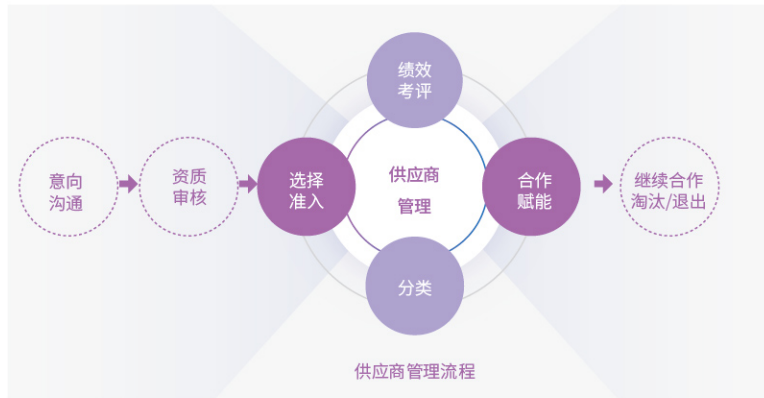 绩效
考评
意向
沟通
资质
审核
选择
准入
供应商
管理
合作
赋能
继续合作
淘汰/退出
分类
供应商管理流程